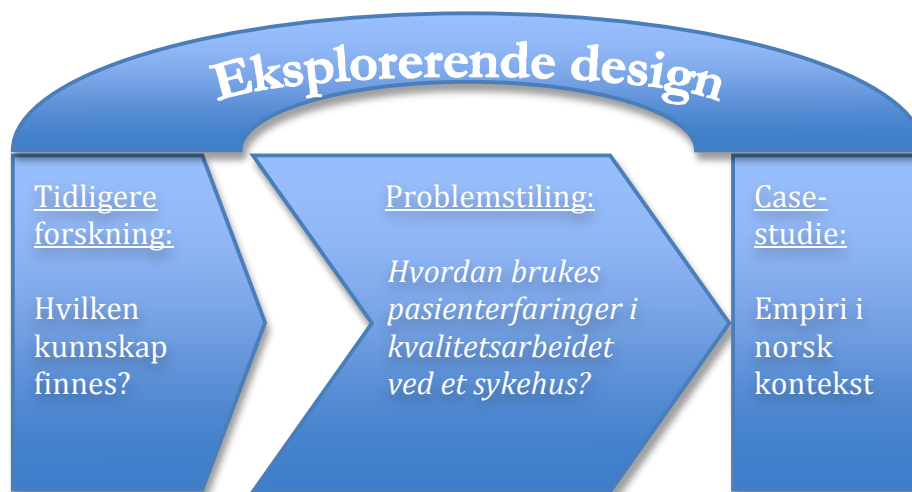 Eksplorerende design
Tidligere
forskning:
Hvilken
kunnskap
finnes?
Problemstiling:
Hvordan brukes
pasienterfaringer i
kvalitetsarbeidet
ved et sykehus?
Case-
studie:
Empiri i
norsk
kontekst